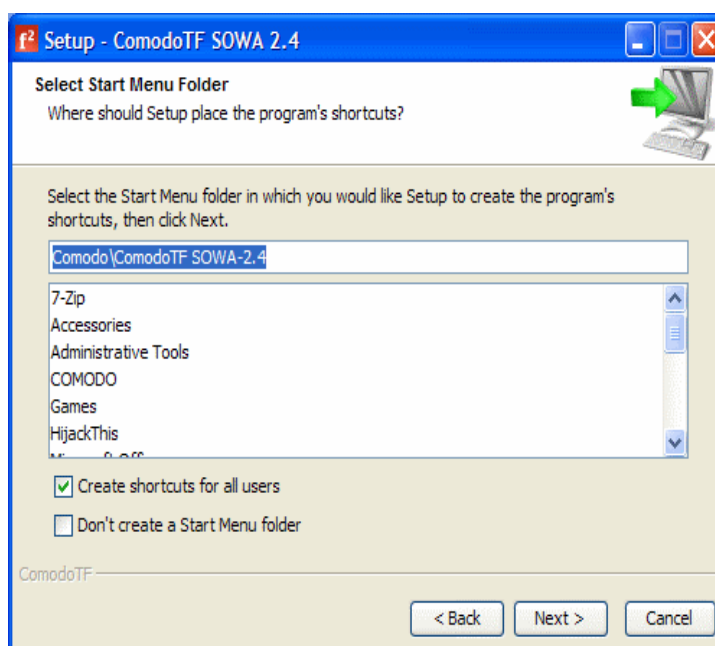 f² Setup - ComodoTF SOWA 2.4
Select Start Menu Folder
Where should Setup place the program's shortcuts?
Select the Start Menu folder in which you would like Setup to create the program's
shortcuts, then click Next.
Comodo\ComodoTF SOWA-2.4
7-Zip
Accessories
Administrative Tools
COMODO
Games
HijackThis
Create shortcuts for all users
Don't create a Start Menu folder
ComodoTF
< Back Next > Cancel